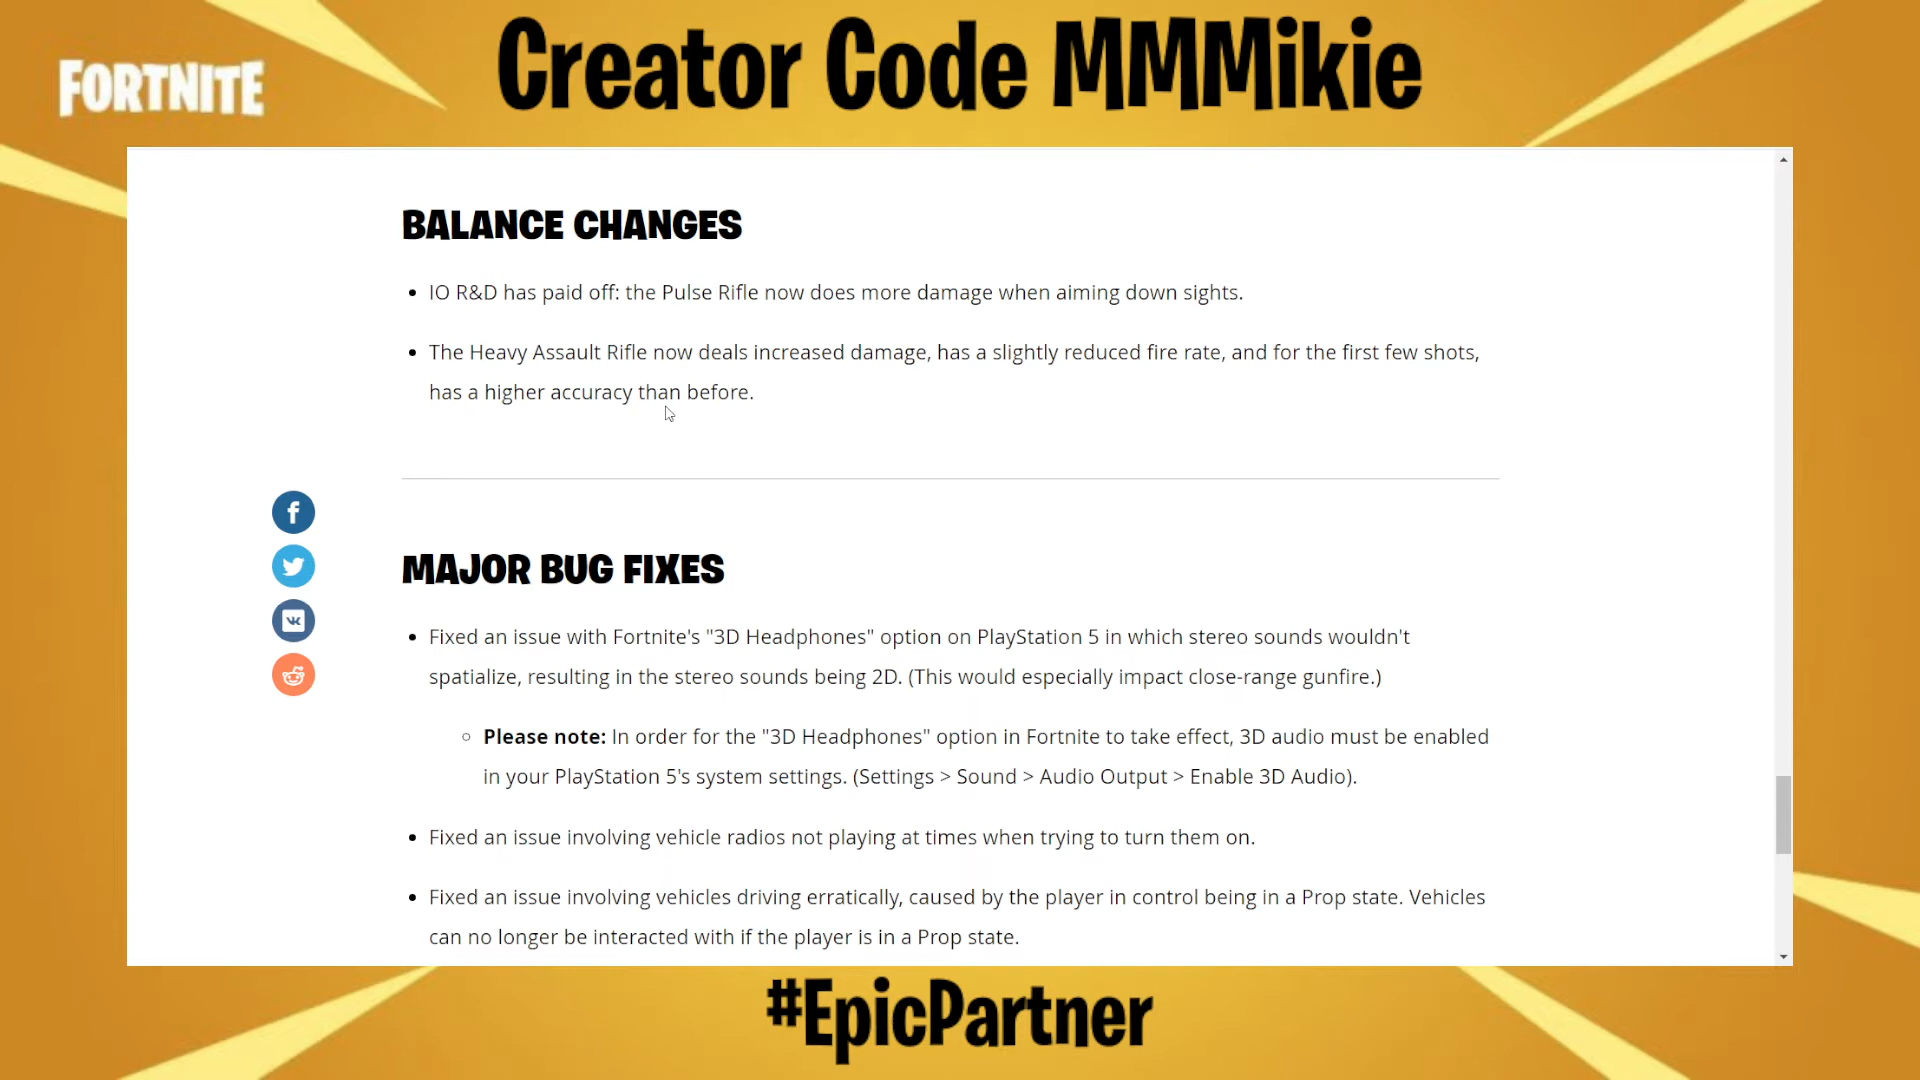 Creator Code MMMikie
FORTNITE
BALANCE CHANGES
• IO R&D has paid off: the Pulse Rifle now does more damage when aiming down sights.
• The Heavy Assault Rifle now deals increased damage, has a slightly reduced fire rate, and for the first few shots,
has a higher accuracy than before.
MAJOR BUG FIXES
• Fixed an issue with Fortnite's "3D Headphones" option on PlayStation 5 in which stereo sounds wouldn't
spatialize, resulting in the stereo sounds being 2D. (This would especially impact close-range gunfire.)
◦ Please note: In order for the "3D Headphones" option in Fortnite to take effect, 3D audio must be enabled
in your PlayStation 5's system settings. (Settings > Sound > Audio Output > Enable 3D Audio).
• Fixed an issue involving vehicle radios not playing at times when trying to turn them on.
• Fixed an issue involving vehicles driving erratically, caused by the player in control being in a Prop state. Vehicles
can no longer be interacted with if the player is in a Prop state.
#EpicPartner